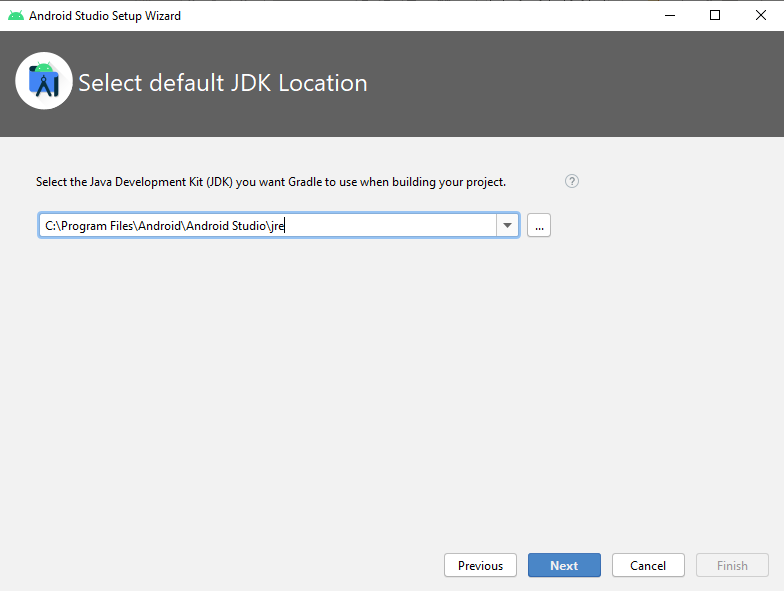 Android Studio Setup Wizard
Select default JDK Location
Select the Java Development Kit (JDK) you want Gradle to use when building your project.
?
C:\Program Files\Android\Android Studio\jre
...
Previous Next Cancel Finish